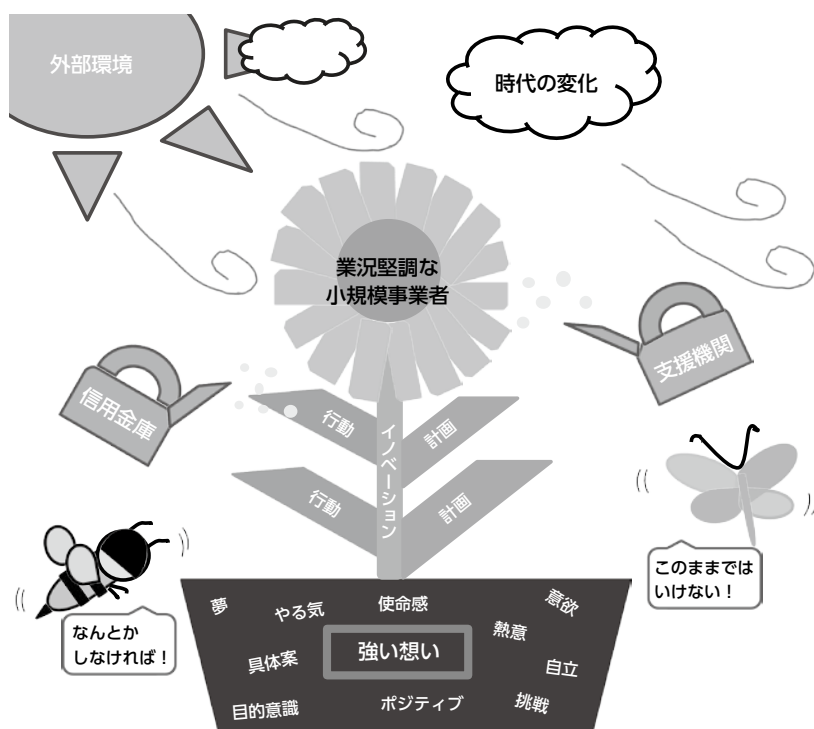 外部環境
時代の変化
業況堅調な
小規模事業者
支援機関
信用金庫
行動
計画
イノベーション
行動
計画
このままでは
いけない！
なんとか
しなければ！
夢
やる気
使命感
意欲
熱意
強い想い
具体案
自立
目的意識
ポジティブ
挑戦